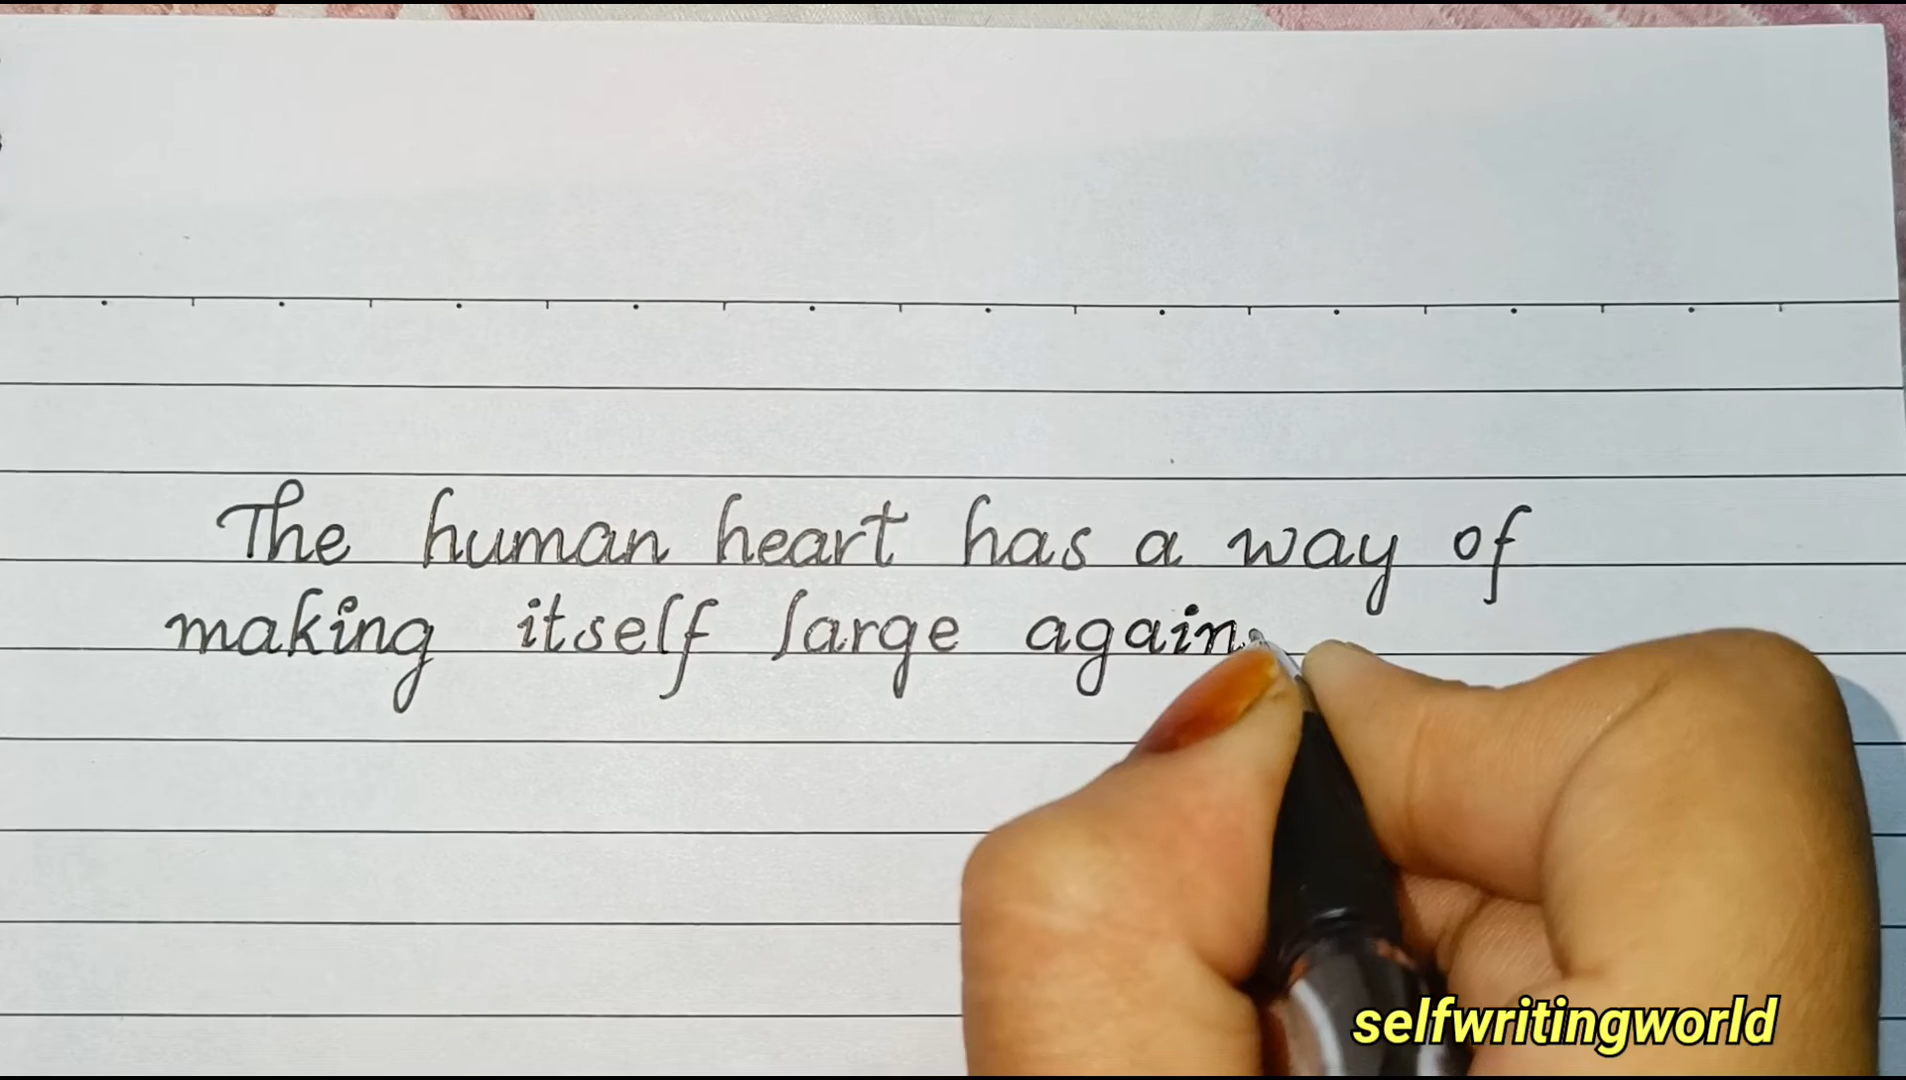 The human heart has a way of
making itself large again
selfwritingworld